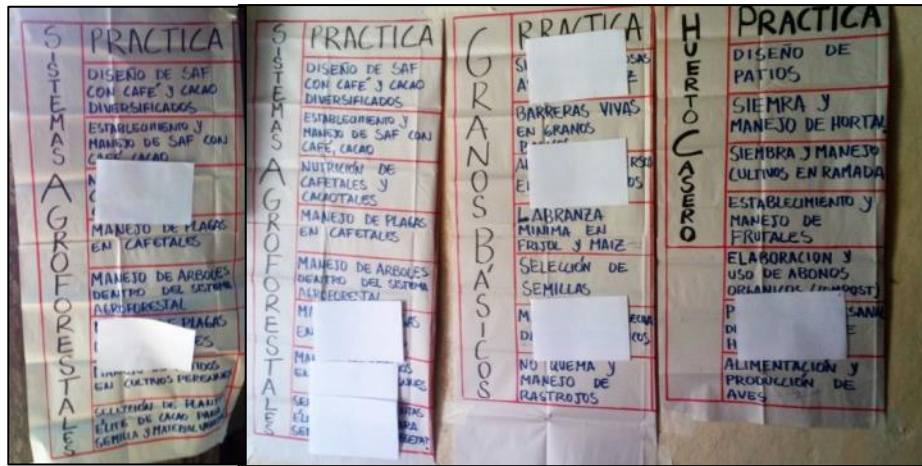 SISTEMAS AGROFORESTALES
PRACTICA
DISEÑO DE SAF
CON CAFÉ Y CACAO
DIVERSIFICADOS
ESTABLECIMIENTO Y
MANEJO DE SAF CON
CAFÉ, CACAO
MANEJO DE PLAGAS
EN CAFETALES
MANEJO DE ARBOLES
DENTRO DEL SISTEMA
AGROFORESTAL
DE PLAGAS
EN CULTIVOS PERENNES
SELECCIÓN DE
ELITE DE CACAO PARA
SEMILLA Y MATERIAL
SISTEMAS AGROFORESTALES
PRACTICA
DISEÑO DE SAF
CON CAFÉ Y CACAO
DIVERSIFICADOS
ESTABLECIMIENTO Y
MANEJO DE SAF CON
CAFÉ, CACAO
NUTRICIÓN DE
CAFETALES Y
CACAOTALES
MANEJO DE PLAGAS
EN CAFETALES
MANEJO DE ARBOLES
DENTRO DEL SISTEMA
AGROFORESTAL
EN
GRANOS BÁSICOS
PRACTICA
BARRERAS VIVAS
EN GRANOS
LABRANZA
MINIMA EN
FRIJOL Y MAIZ
SELECCIÓN DE
SEMILLAS
NO QUEMA Y
MANEJO DE
RASTROJOS
HUERTO CASERO
PRACTICA
DISEÑO DE
PATIOS
SIEMRA Y
MANEJO DE HORTAL
SIEMBRA Y MANEJO
CULTIVOS EN RAMADA
ESTABLECIMIENTO Y
MANEJO DE
FRUTALES
ELABORACION Y
USO DE ABONOS
ORGANICOS (COMPOST)
ALIMENTACIÓN Y
PRODUCCIÓN DE
AVES